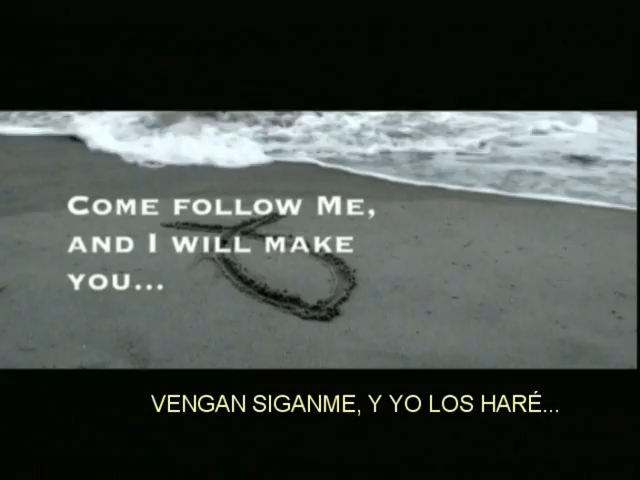 COME FOLLOW ME,
AND I WILL MAKE
YOU...
VENGAN SIGANME, Y YO LOS HARÉ...